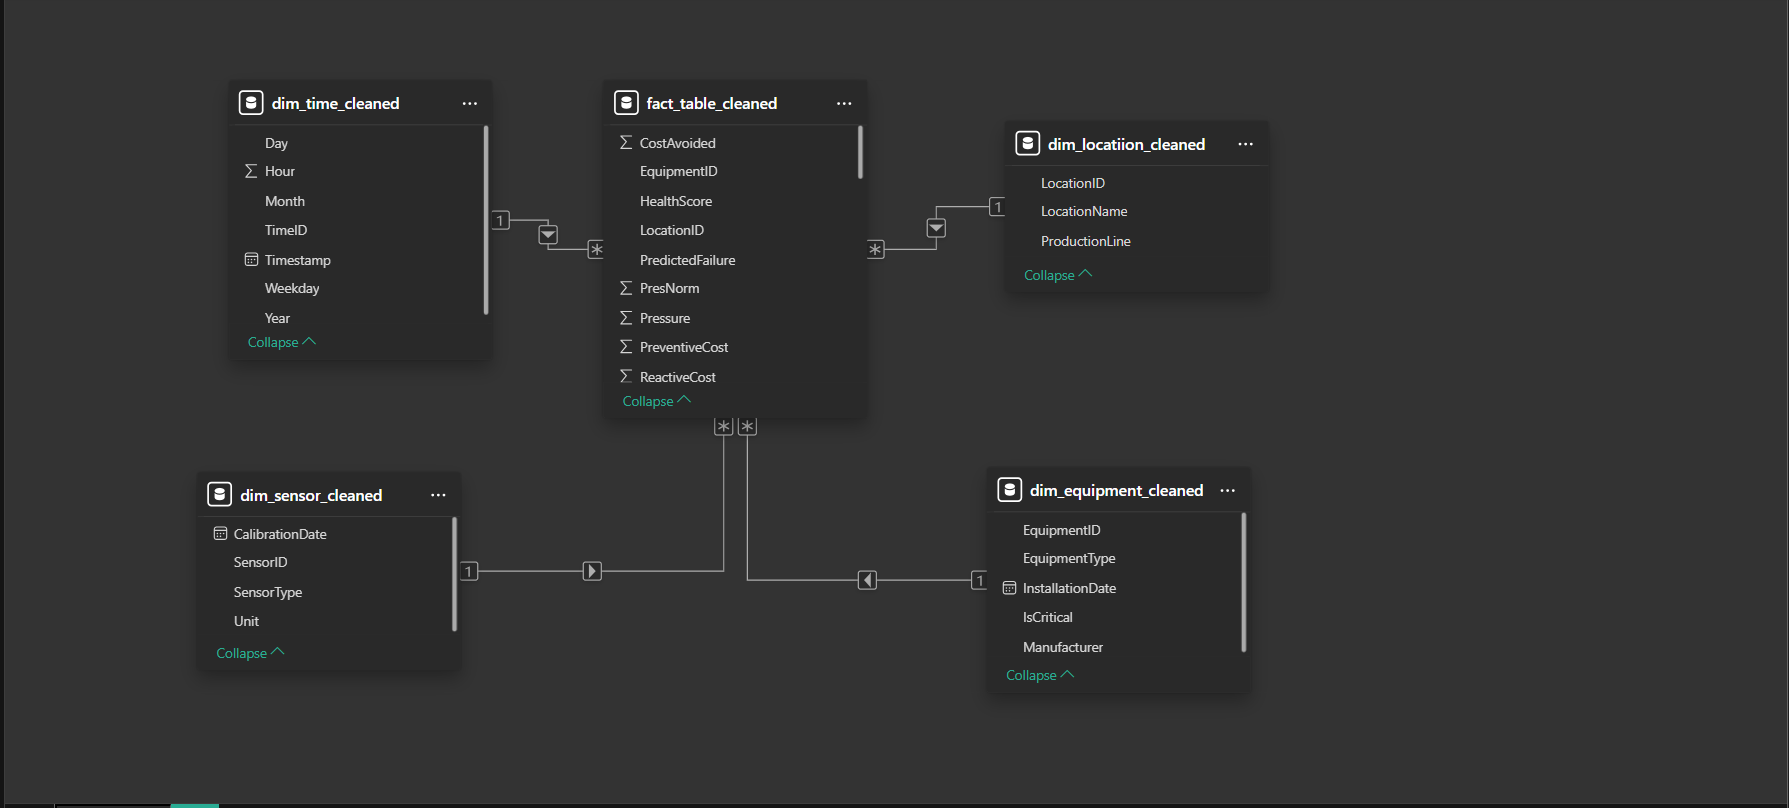 dim_time_cleaned ...
Day
Hour
Month
TimeID
Timestamp
Weekday
Year
Collapse
fact_table_cleaned ...
CostAvoided
EquipmentID
HealthScore
LocationID
PredictedFailure
PresNorm
Pressure
PreventiveCost
ReactiveCost
Collapse
dim_locatiion_cleaned ...
LocationID
LocationName
ProductionLine
Collapse
1
*
*
1
*
*
dim_sensor_cleaned ...
CalibrationDate
SensorID
SensorType
Unit
Collapse
1
1
dim_equipment_cleaned ...
EquipmentID
EquipmentType
InstallationDate
IsCritical
Manufacturer
Collapse